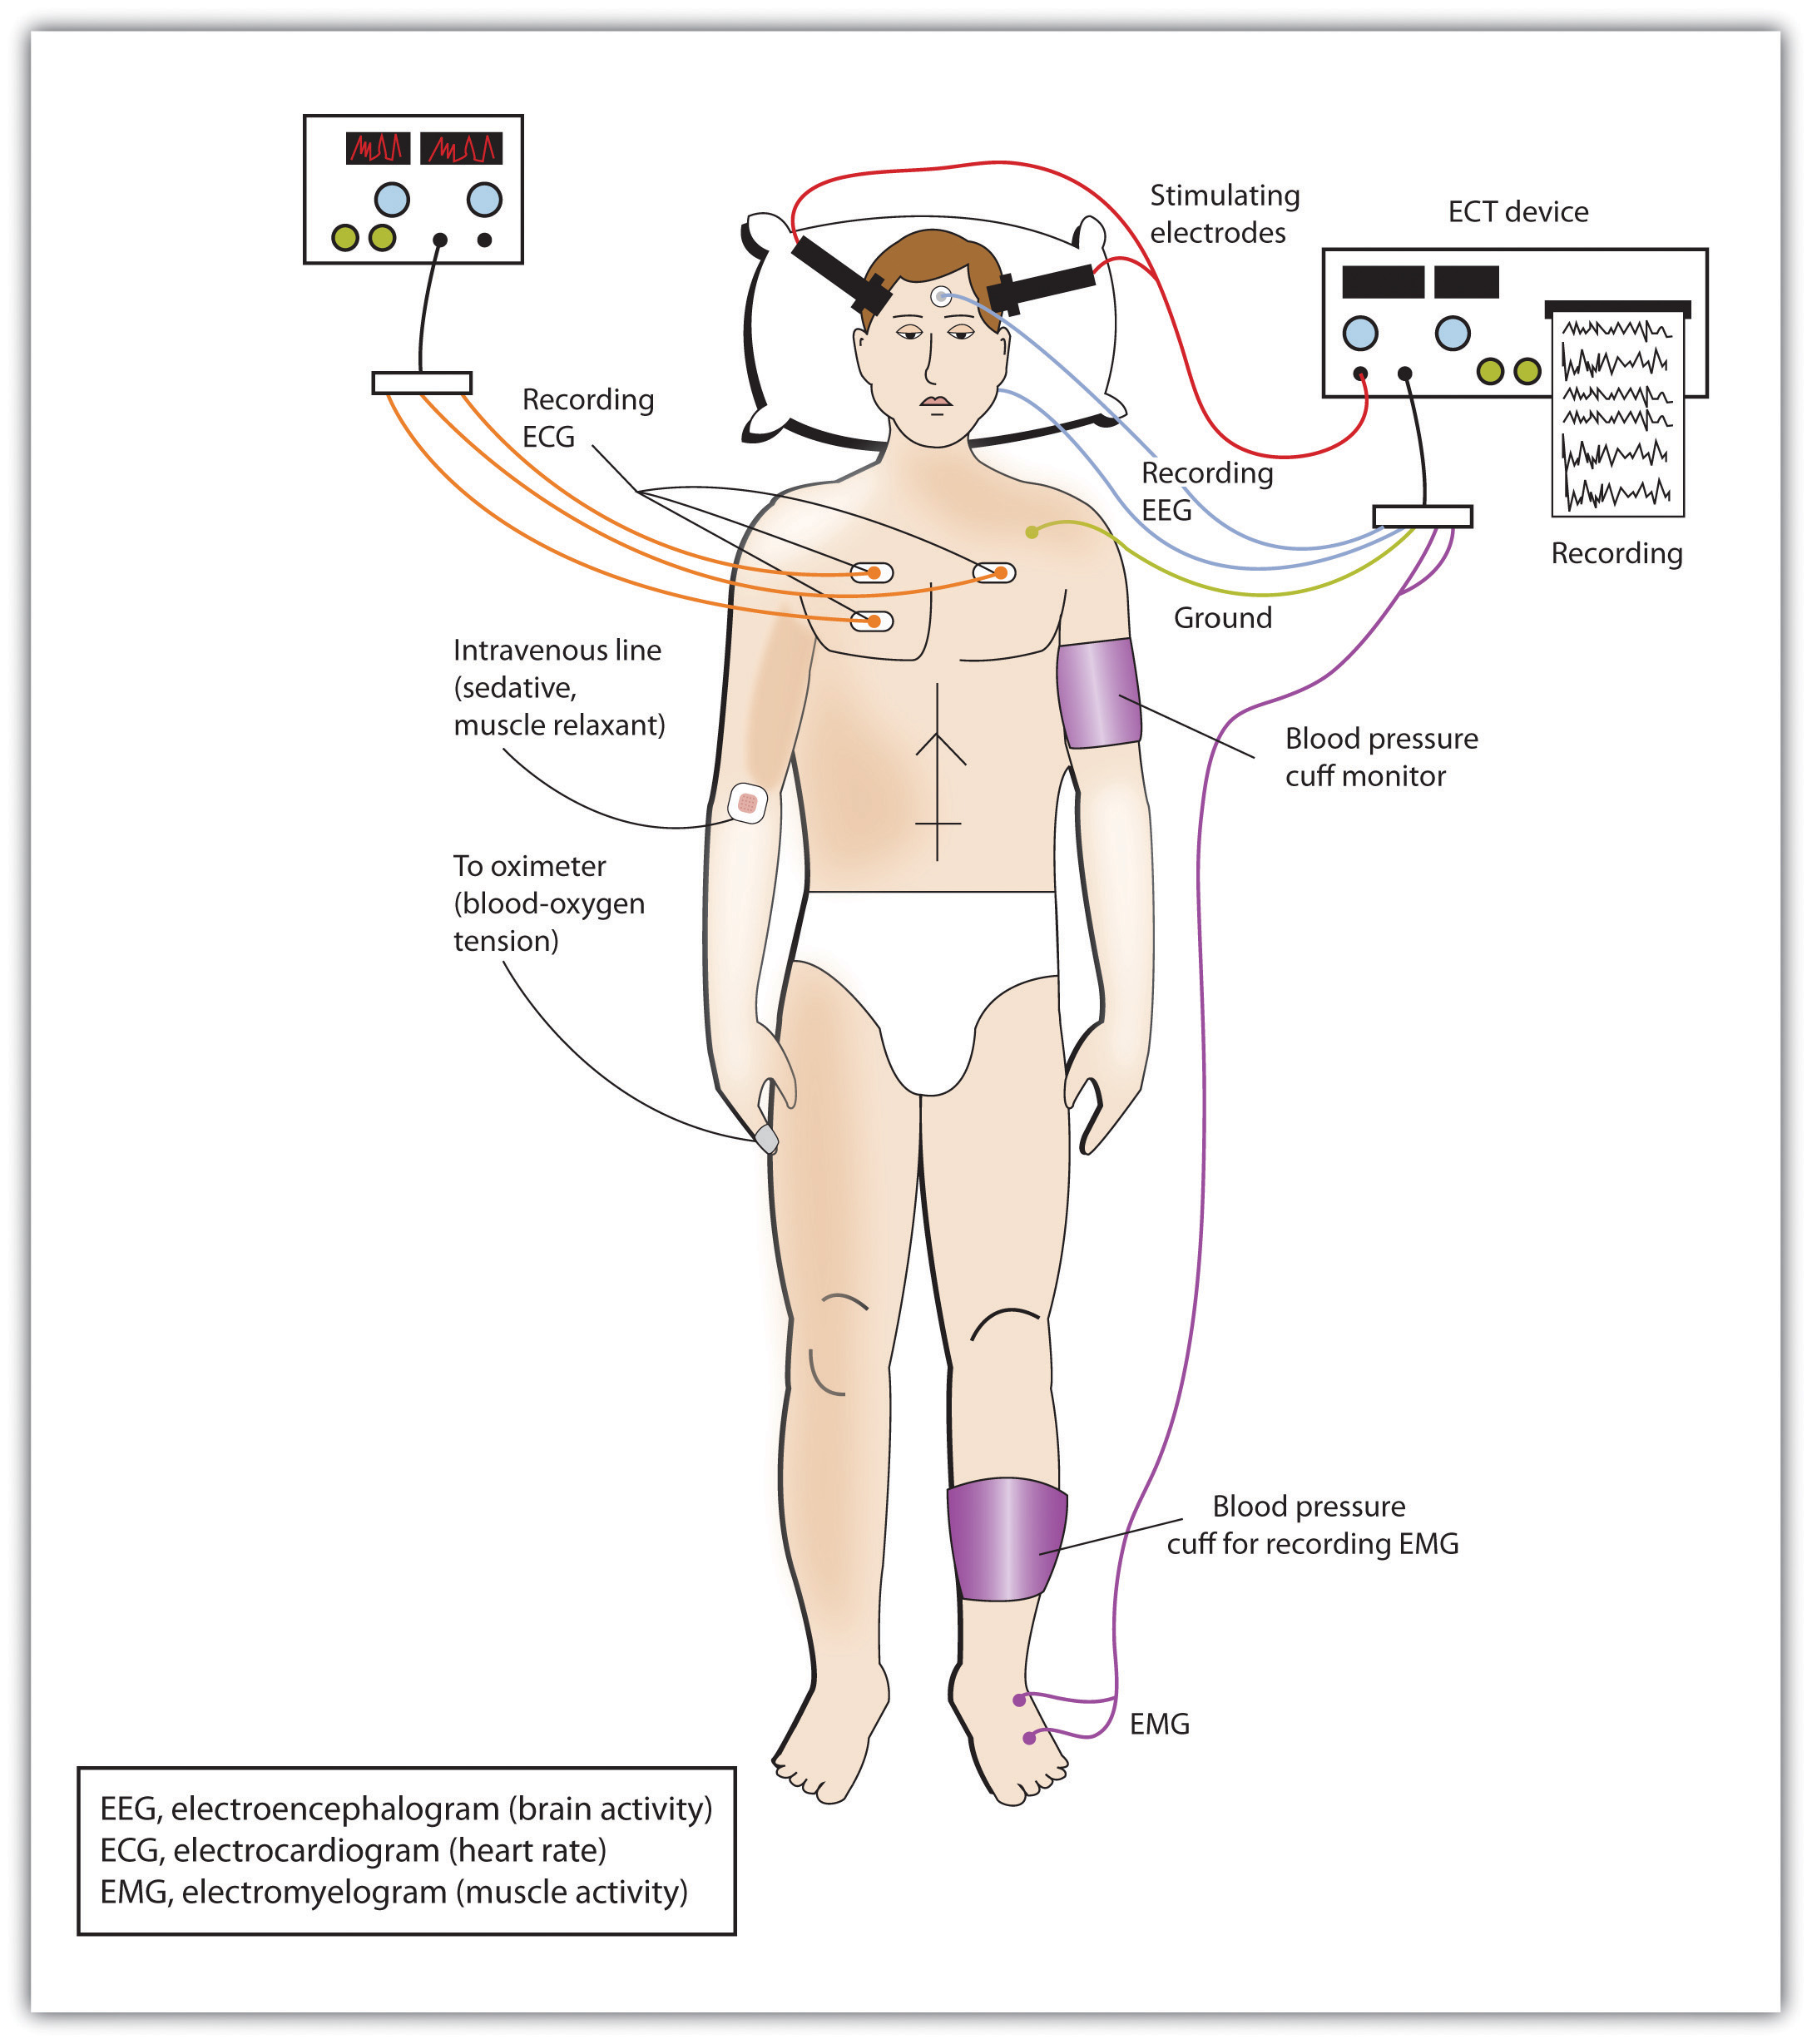 Stimulating
electrodes
ECT device
Recording
ECG
Recording
EEG
Recording
Ground
Intravenous line
(sedative,
muscle relaxant)
Blood pressure
cuff monitor
To oximeter
(blood-oxygen
tension)
Blood pressure
cuff for recording EMG
EMG
EEG, electroencephalogram (brain activity)
ECG, electrocardiogram (heart rate)
EMG, electromyelogram (muscle activity)